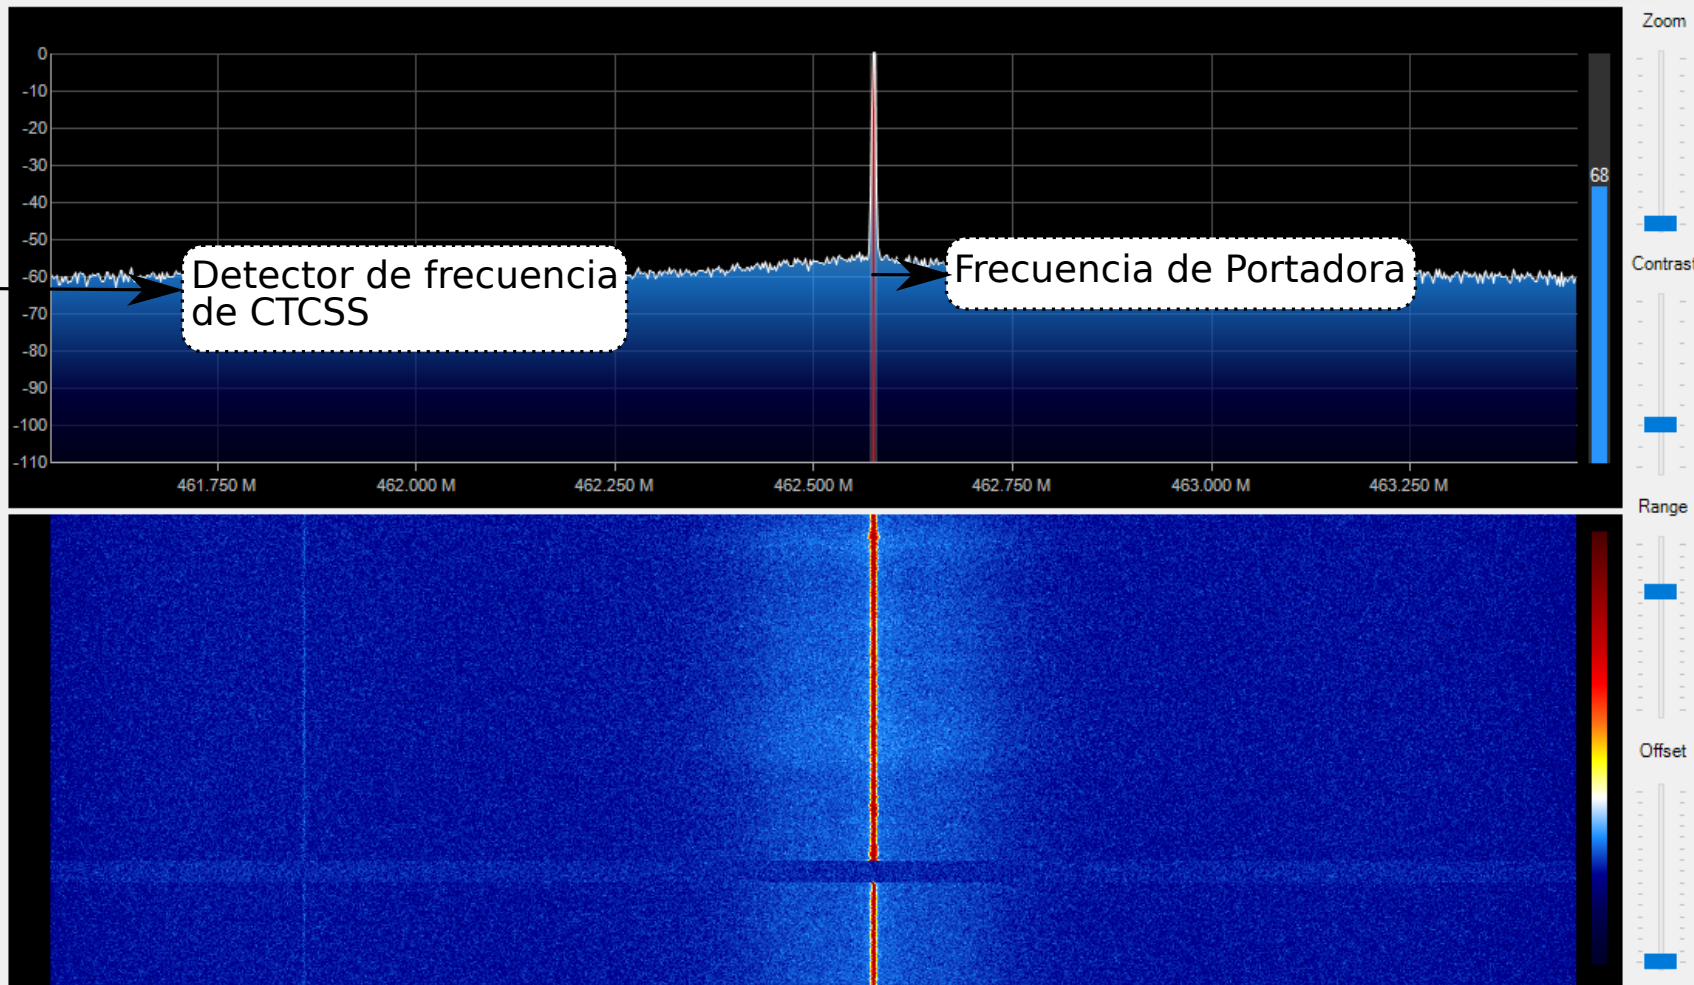 Zoom
0
-10
-20
-30
-40
-50
-60
-70
-80
-90
-100
-110
68
Detector de frecuencia
de CTCSS
Frecuencia de Portadora
Contrast
461.750 M 462.000 M 462.250 M 462.500 M 462.750 M 463.000 M 463.250 M
Range
Offset